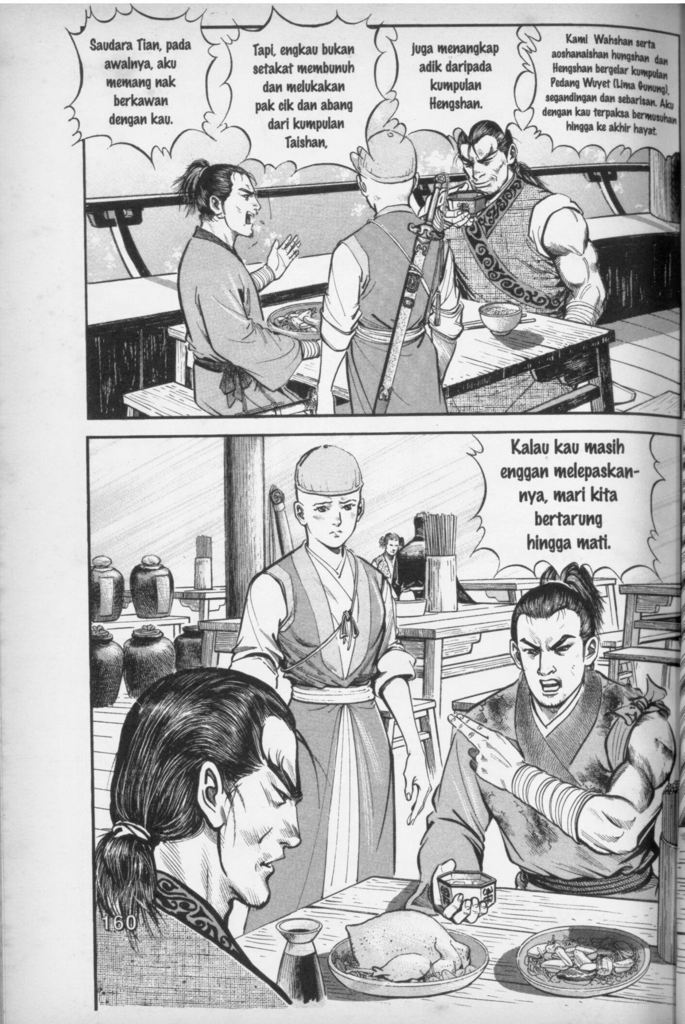 Saudara Tian, pada
awalnya, aku
memang nak
berkawan
dengan kau.
Tapi, engkau bukan
setakat membunuh
dan melukakan
pak cik dan abang
dari kumpulan
Taishan,
juga menangkap
adik daripada
kumpulan
Hengshan.
Kami Wahshan serta
aoshanaishan hungshan dan
Hengshan bergelar kumpulan
Pedang Wuyet (Lima Gunung),
segandingan dan sebarisan. Aku
dengan kau terpaksa bermusuhan
hingga ke akhir hayat.
Kalau kau masih
enggan melepaskan-
nya, mari kita
bertarung
hingga mati.
160